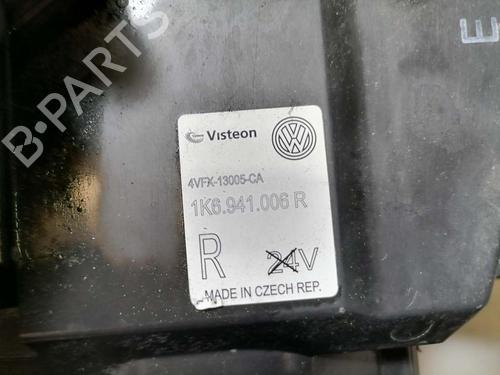 B-PARTS
E
Visteon
4VFX-13005-CA
1K6.941.006 R
R 24V
MADE IN CZECH REP.